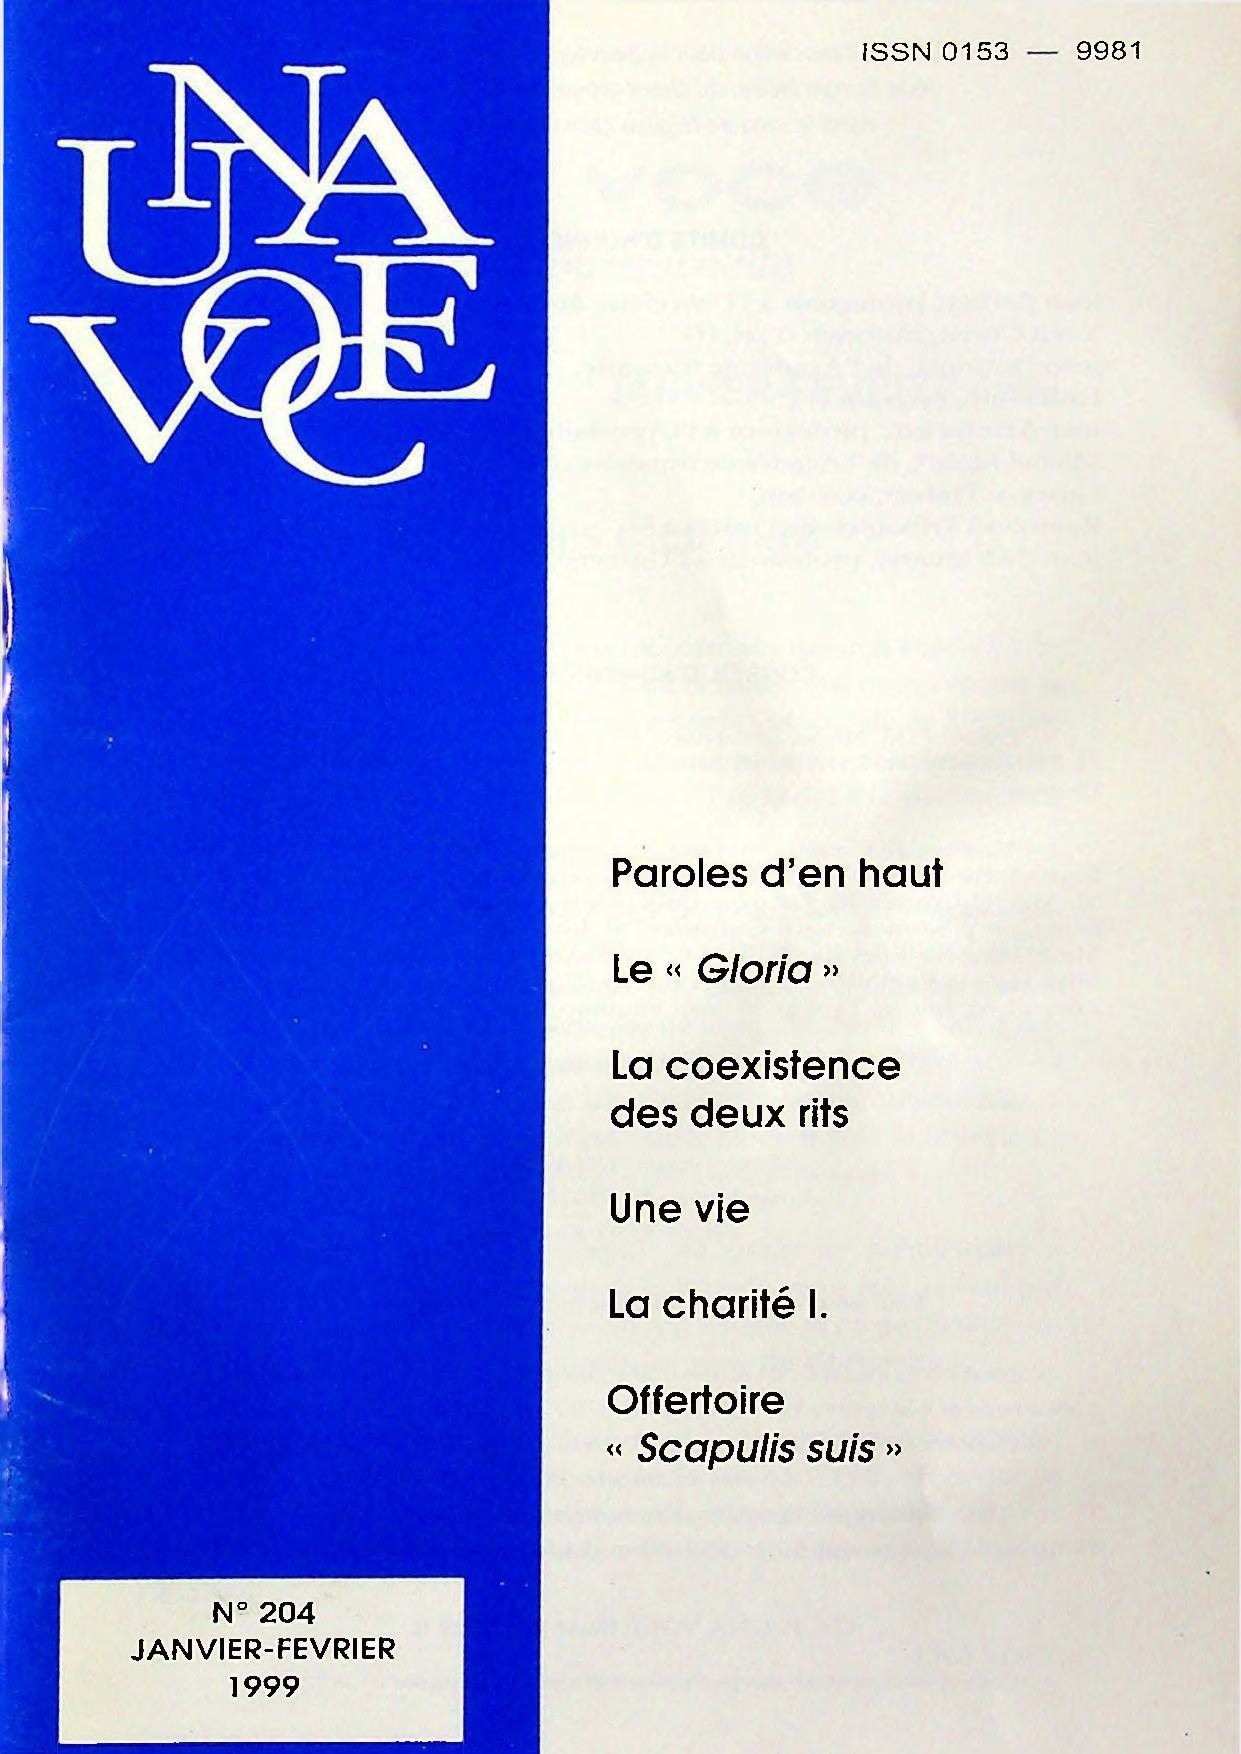 ISSN 0153 — 9981
UNA
VOCE
Paroles d'en haut
Le « Gloria »
La coexistence
des deux rits
Une vie
La charité I.
Offertoire
« Scapulis suis »
N° 204
JANVIER-FEVRIER
1999